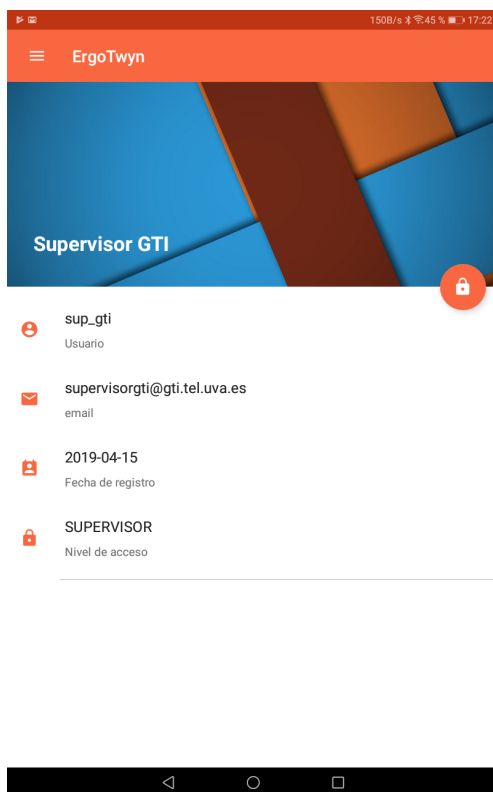 150B/s 45 % 17:22
ErgoTwyn
Supervisor GTI
sup_gti
Usuario
supervisorgti@gti.tel.uva.es
email
2019-04-15
Fecha de registro
SUPERVISOR
Nivel de acceso